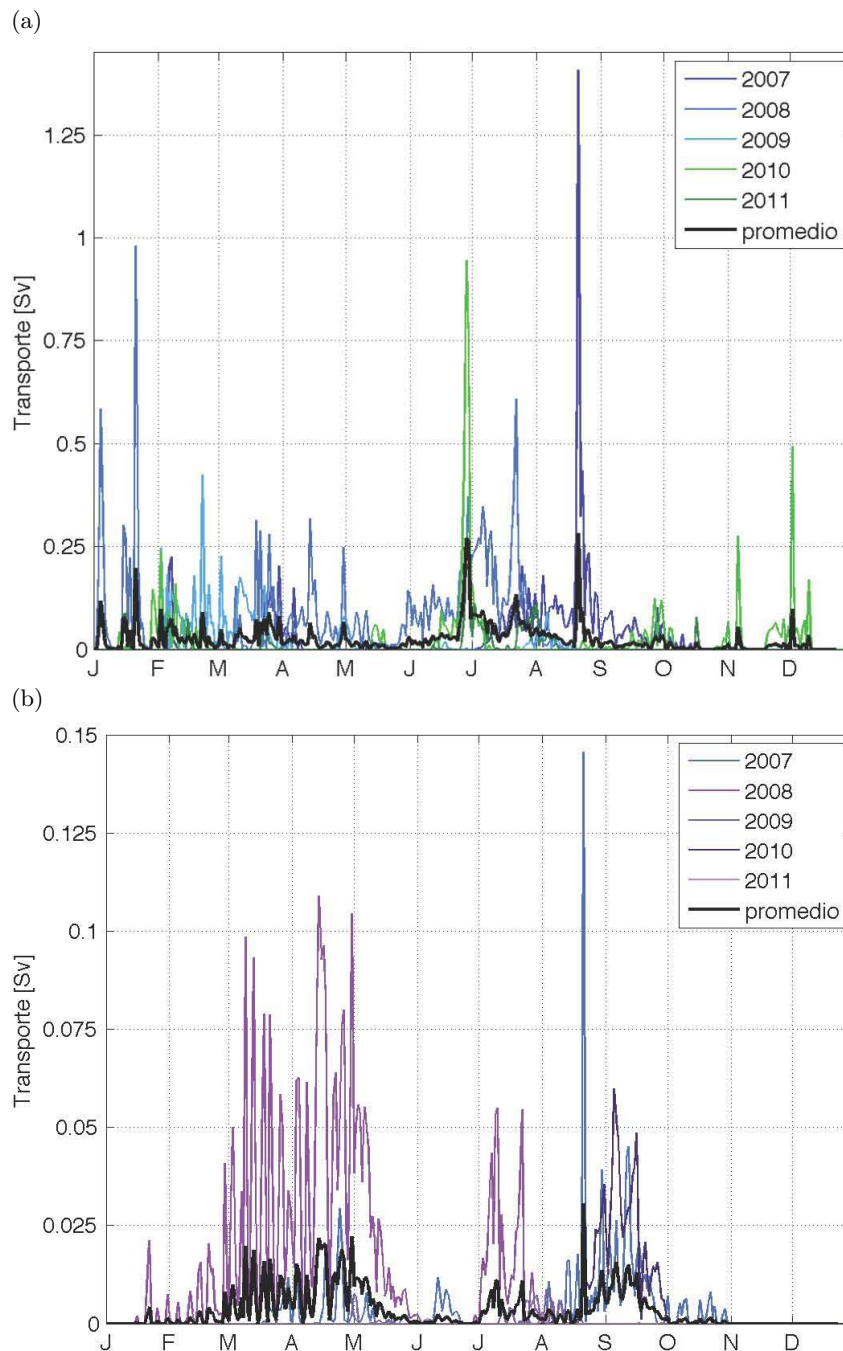 (a)
2007
2008
2009
2010
2011
promedio
1.25
1
0.75
0.5
0.25
0
Transporte [Sv]
J F M A M J J A S O N D
(b)
2007
2008
2009
2010
2011
promedio
0.15
0.125
0.1
0.075
0.05
0.025
0
Transporte [Sv]
J F M A M J J A S O N D